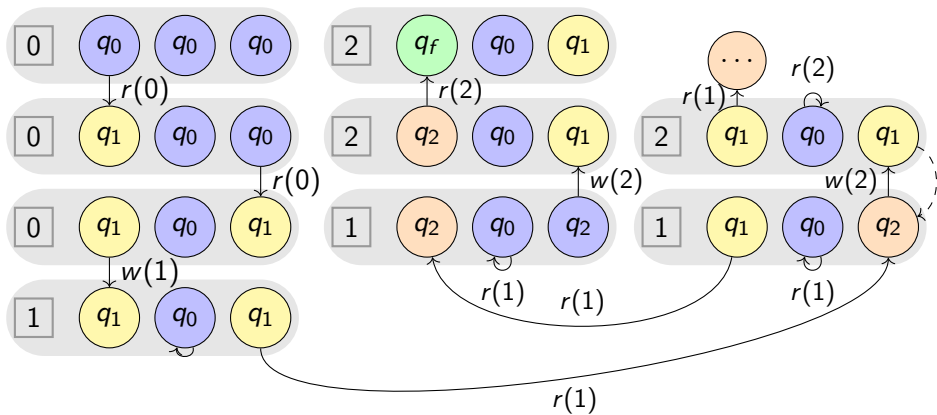 0 q0 q0 q0
r(0)
0 q1 q0 q0
r(0)
0 q1 q0 q1
w(1)
1 q1 q0 q1
2 qf q0 q1
r(2)
2 q2 q0 q1
w(2)
1 q2 q0 q2
r(1)
r(1)
...
r(2)
r(1)
2 q1 q0 q1
w(2)
1 q1 q0 q2
r(1)
r(1)